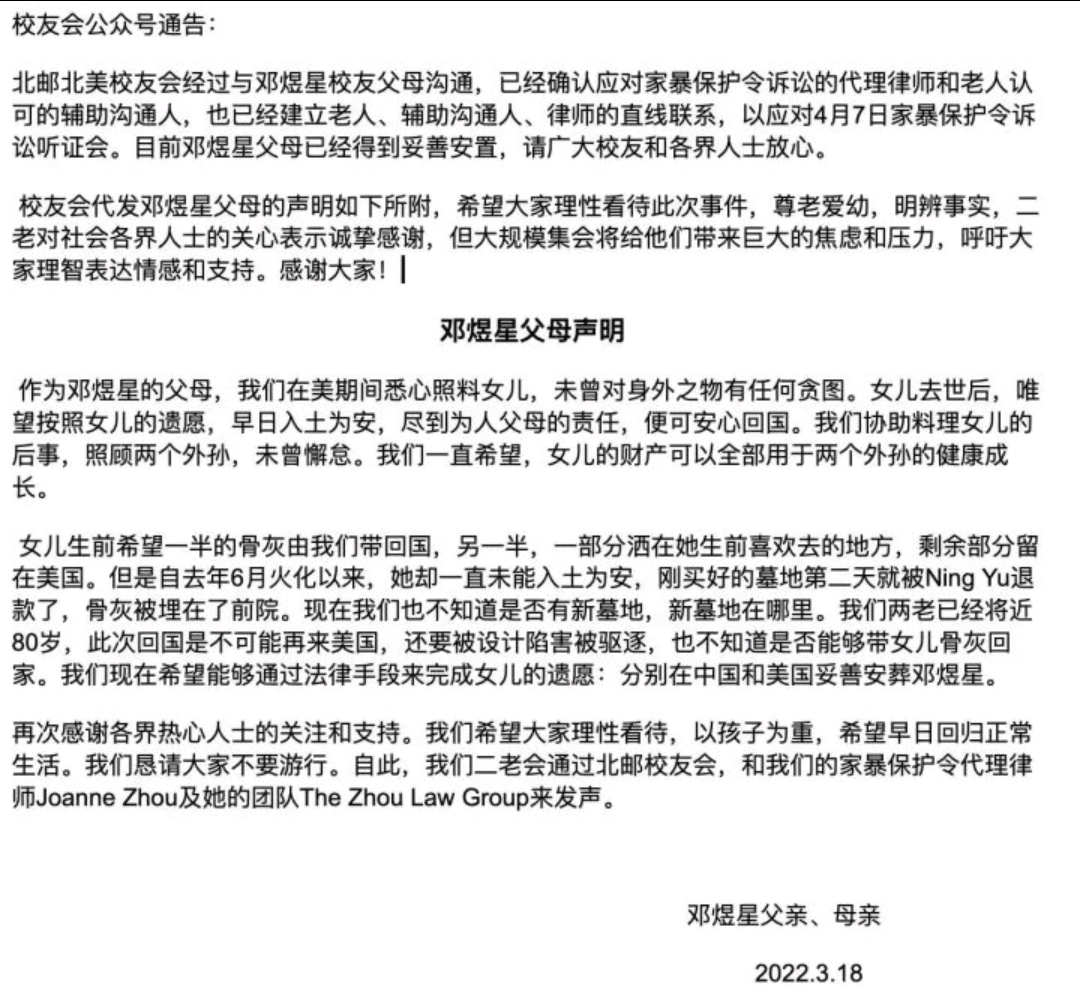 校友会公众号通告：
北邮北美校友会经过与邓煜星校友父母沟通，已经确认应对家暴保护令诉讼的代理律师和老人认
可的辅助沟通人，也已经建立老人、辅助沟通人、律师的直线联系，以应对4月7日家暴保护令诉
讼听证会。目前邓煜星父母已经得到妥善安置，请广大校友和各界人士放心。
校友会代发邓煜星父母的声明如下所附，希望大家理性看待此次事件，尊老爱幼，明辨事实，二
老对社会各界人士的关心表示诚挚感谢，但大规模集会将给他们带来巨大的焦虑和压力，呼吁大
家理智表达情感和支持。感谢大家！
邓煜星父母声明
作为邓煜星的父母，我们在美期间悉心照料女儿，未曾对身外之物有任何贪图。女儿去世后，唯
望按照女儿的遗愿，早日入土为安，尽到为人父母的责任，便可安心回国。我们协助料理女儿的
后事，照顾两个外孙，未曾懈怠。我们一直希望，女儿的财产可以全部用于两个外孙的健康成
长。
女儿生前希望一半的骨灰由我们带回国，另一半，一部分洒在她生前喜欢去的地方，剩余部分留
在美国。但是自去年6月火化以来，她却一直未能入土为安，刚买好的墓地第二天就被Ning Yu退
款了，骨灰被埋在了前院。现在我们也不知道是否有新墓地，新墓地在哪里。我们两老已经将近
80岁，此次回国是不可能再来美国，还要被设计陷害被驱逐，也不知道是否能够带女儿骨灰回
家。我们现在希望能够通过法律手段来完成女儿的遗愿：分别在中国和美国妥善安葬邓煜星。
再次感谢各界热心人士的关注和支持。我们希望大家理性看待，以孩子为重，希望早日回归正常
生活。我们恳请大家不要游行。自此，我们二老会通过北邮校友会，和我们的家暴保护令代理律
师Joanne Zhou及她的团队The Zhou Law Group来发声。
邓煜星父亲、母亲
2022.3.18